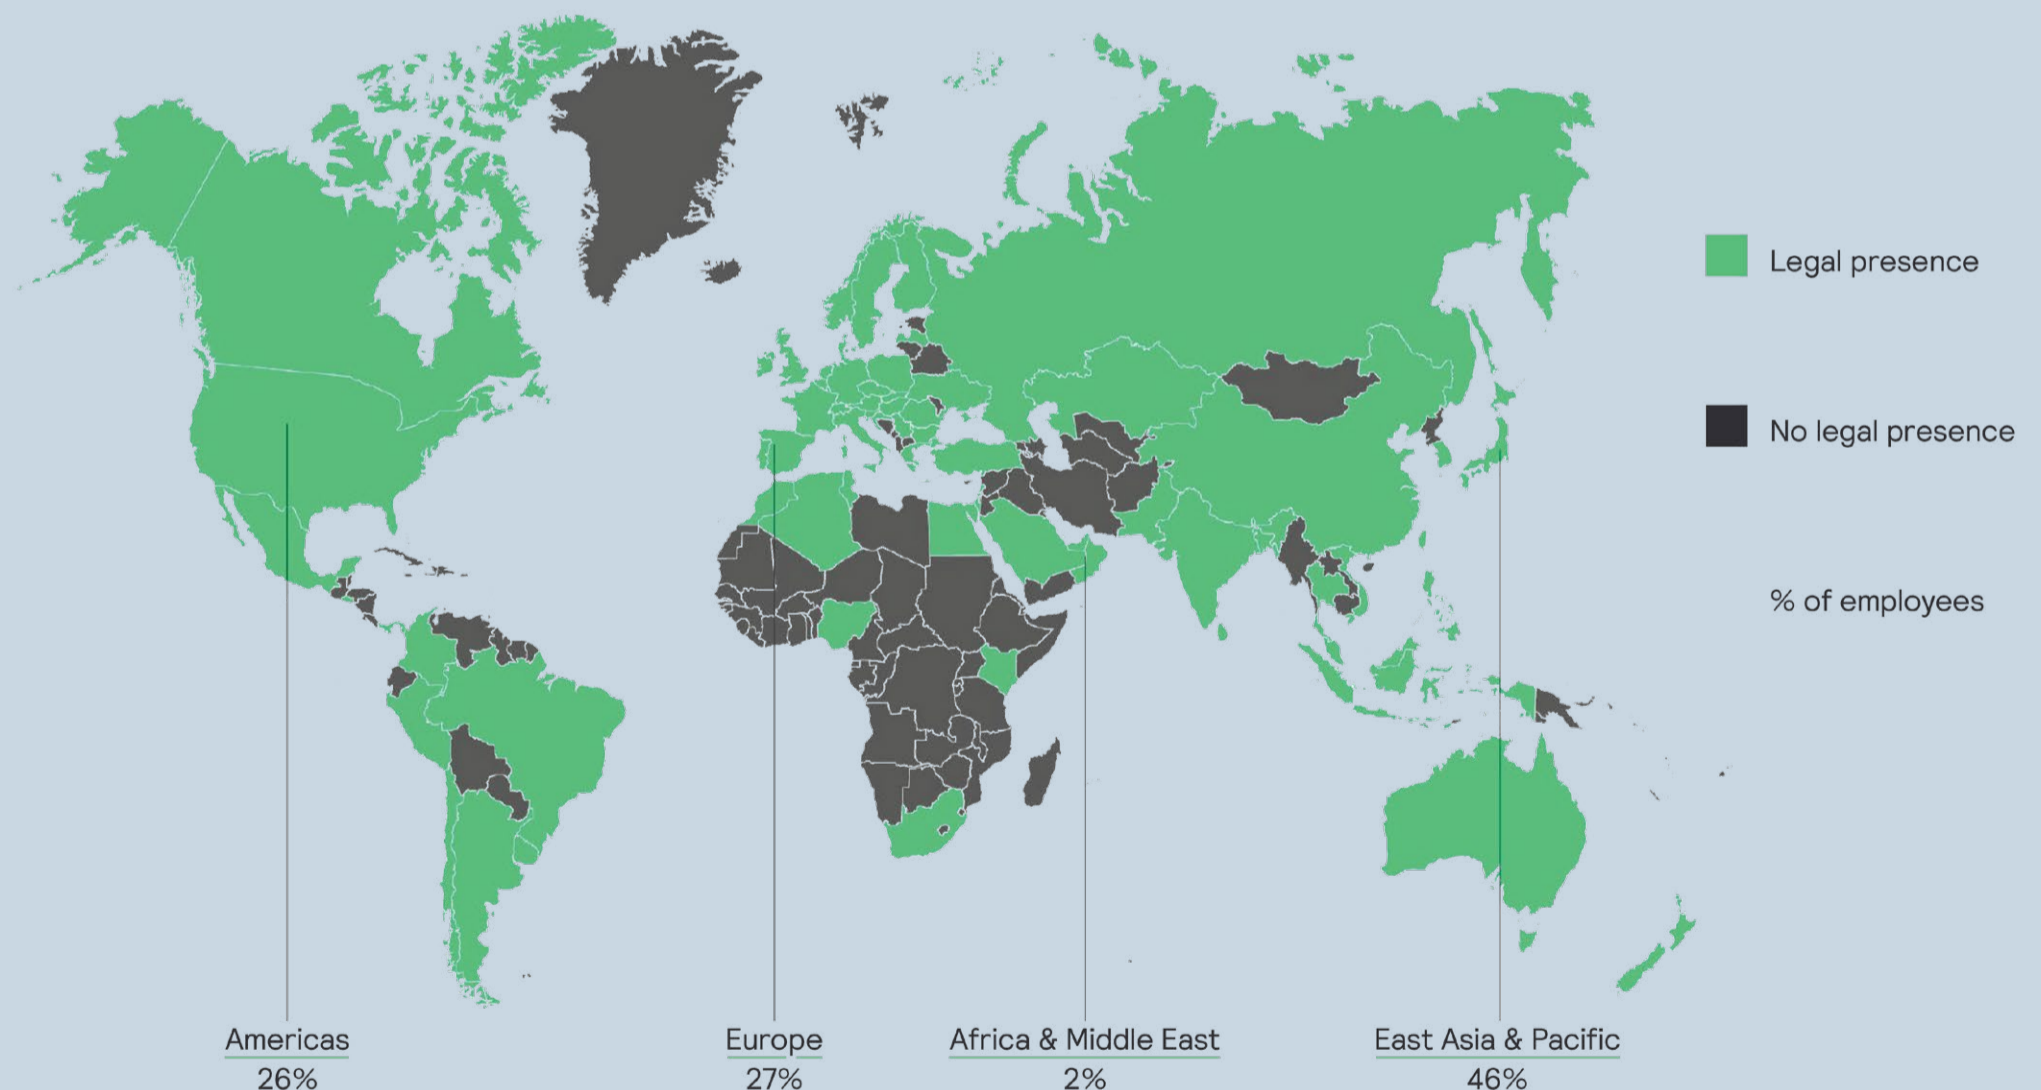 Legal presence
No legal presence
% of employees
Americas
26%
Europe
27%
Africa & Middle East
2%
East Asia & Pacific
46%